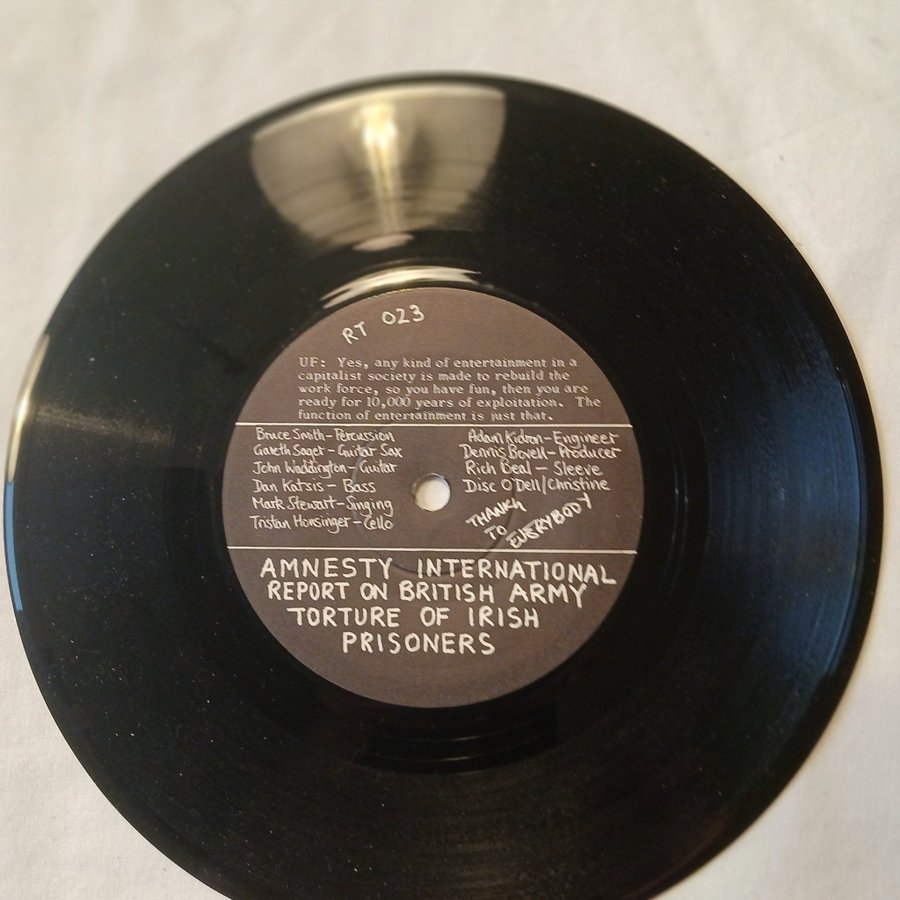 RT 023
UF: Yes, any kind of entertainment in a
capitalist society is made to rebuild the
work force, so you have fun, then you are
ready for 10,000 years of exploitation. The
function of entertainment is just that.
Bruce Smith - Percussion
Gareth Sager - Guitar Sax
John Waddington - Guitar
Dan Katsis - Bass
Mark Stewart - Singing
Tristan Honsinger - Cello
Adam Kidron - Engineer
Dennis Bovell - Producer
Rich Beal - Sleeve
Disc O'Dell/Christine
THANKX
TO EVERYBODY
AMNESTY INTERNATIONAL
REPORT ON BRITISH ARMY
TORTURE OF IRISH
PRISONERS